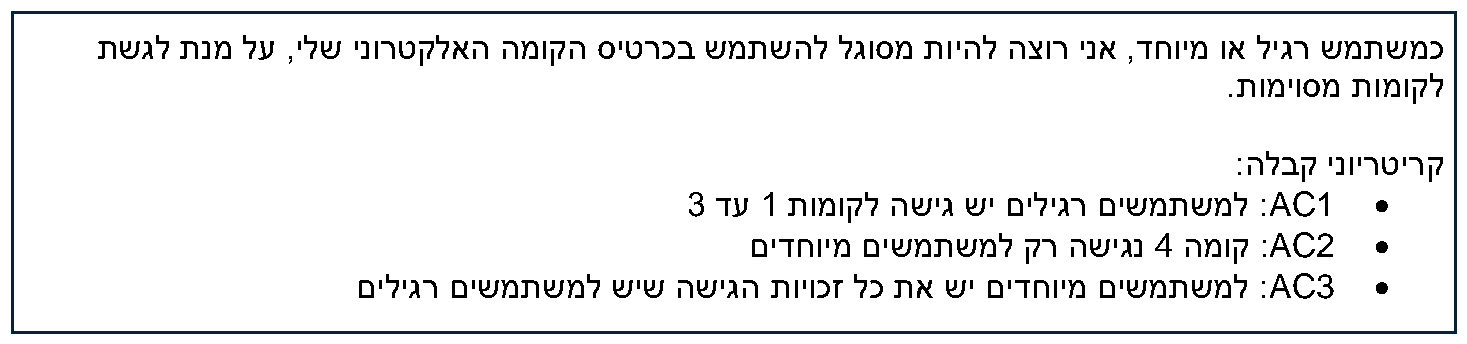 כמשתמש רגיל או מיוחד, אני רוצה להיות מסוגל להשתמש בכרטיס הקומה האלקטרוני שלי, על מנת לגשת
לקומות מסוימות.
קריטריוני קבלה:
• AC1: למשתמשים רגילים יש גישה לקומות 1 עד 3
• AC2: קומה 4 נגישה רק למשתמשים מיוחדים
• AC3: למשתמשים מיוחדים יש את כל זכויות הגישה שיש למשתמשים רגילים